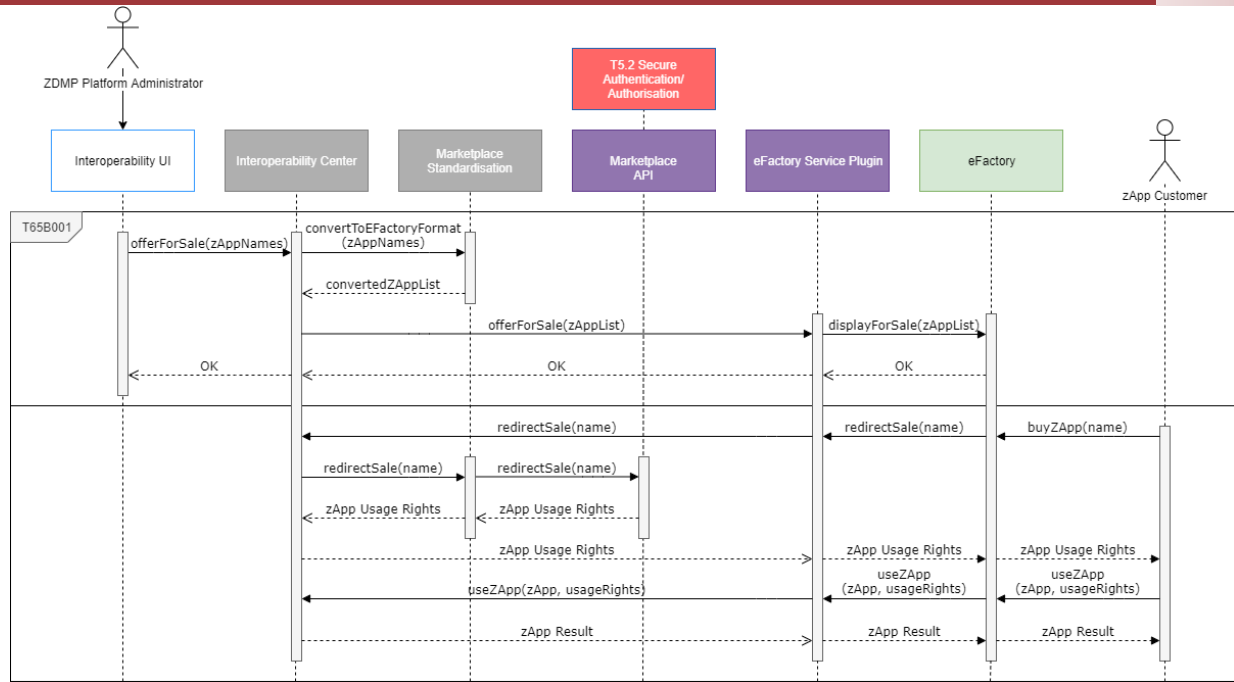 ZDMP Platform Administrator
T5.2 Secure
Authentication/
Authorisation
Interoperability UI
Interoperability Center
Marketplace
Standardisation
Marketplace
API
eFactory Service Plugin
eFactory
zApp Customer
T65B001
offerForSale(zAppNames)
convertToEFactoryFormat
(zAppNames)
convertedZAppList
offerForSale(zAppList)
displayForSale(zAppList)
OK
OK
OK
redirectSale(name)
redirectSale(name)
buyZApp(name)
redirectSale(name)
redirectSale(name)
zApp Usage Rights
zApp Usage Rights
zApp Usage Rights
zApp Usage Rights
zApp Usage Rights
useZApp(zApp, usageRights)
useZApp
(zApp, usageRights)
useZApp
(zApp, usageRights)
zApp Result
zApp Result
zApp Result